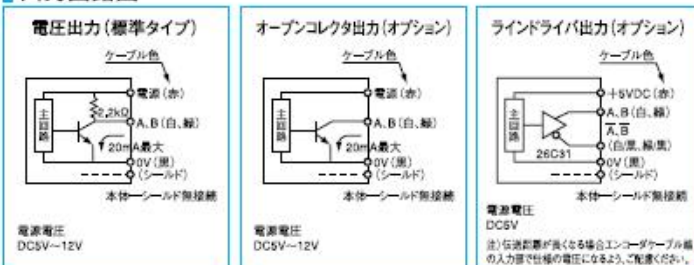 電圧出力(標準タイプ)
ケーブル色
電源(赤)
2.2kΩ
主回路
A、B(白、緑)
20mA最大
0V(黒)
(シールド)
本体―シールド無接続
電源電圧
DC5V~12V
オープンコレクタ出力(オプション)
ケーブル色
電源(赤)
主回路
A、B(白、緑)
20mA最大
0V(黒)
(シールド)
本体―シールド無接続
電源電圧
DC5V~12V
ラインドライバ出力(オプション)
ケーブル色
+5VDC(赤)
主回路
A、B(白、緑)
A、B
(白/黒、緑/黒)
26C31
0V(黒)
(シールド)
本体―シールド無接続
電源電圧
DC5V
注)伝送距離が長くなる場合エンコーダケーブル端
の入力部で仕様の電圧になるよう、ご配慮ください。